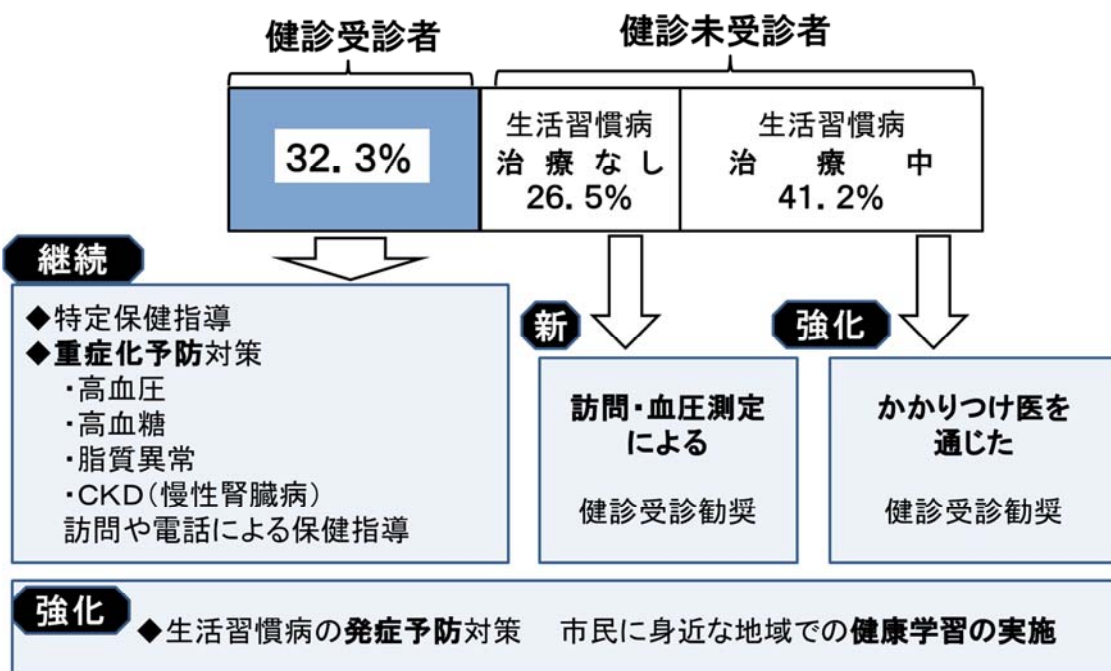 健診受診者
健診未受診者
32.3%
生活習慣病
治療なし
26.5%
生活習慣病
治療中
41.2%
継続
◆特定保健指導
◆重症化予防対策
・高血圧
・高血糖
・脂質異常
・CKD(慢性腎臓病)
訪問や電話による保健指導
新
訪問・血圧測定
による
健診受診勧奨
強化
かかりつけ医を
通じた
健診受診勧奨
強化
◆生活習慣病の発症予防対策 市民に身近な地域での健康学習の実施